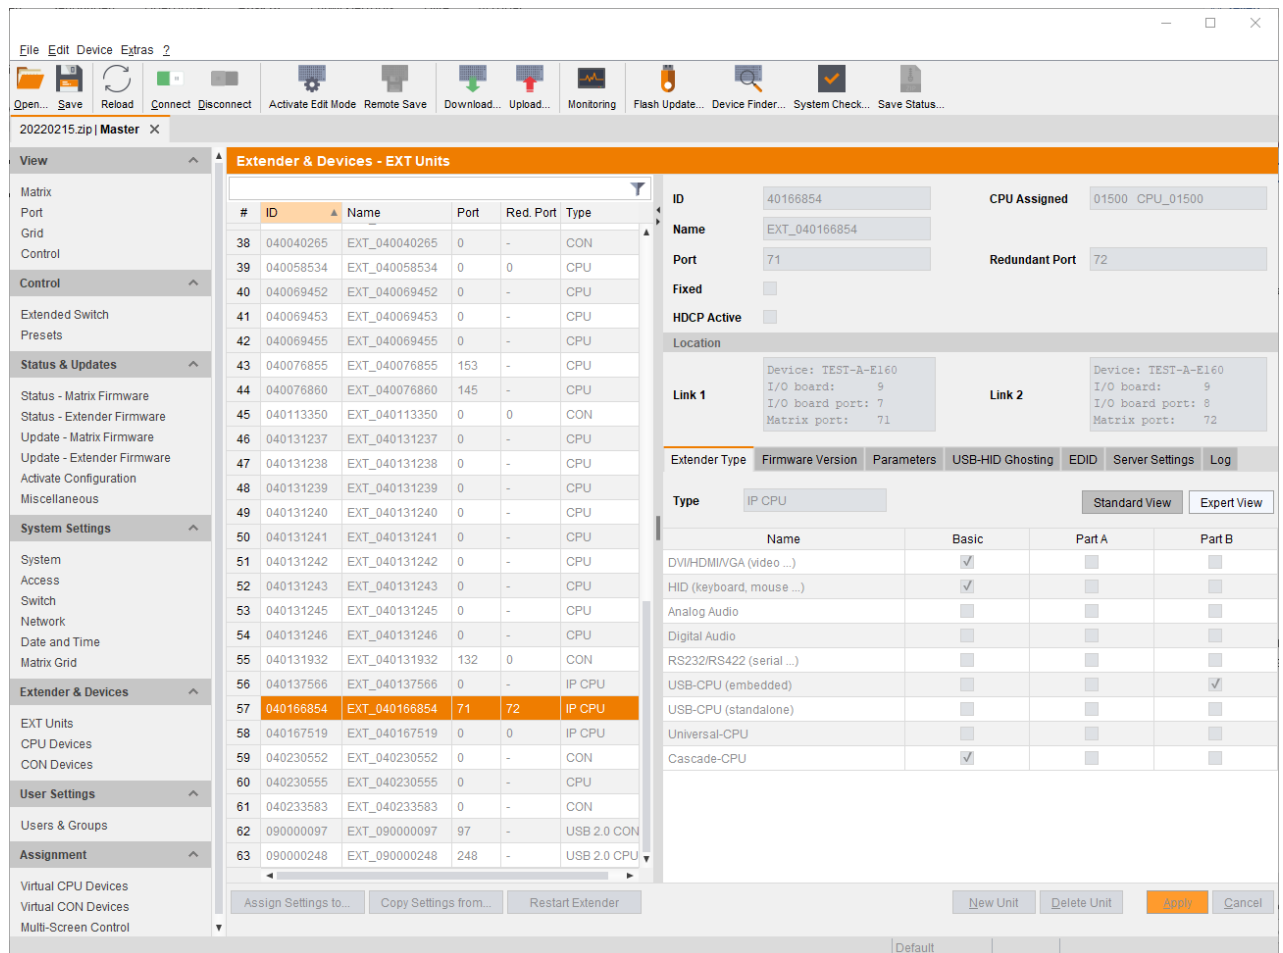 File Edit Device Extras ?
Open... Save Reload Connect Disconnect Activate Edit Mode Remote Save Download... Upload... Monitoring Flash Update... Device Finder... System Check... Save Status...
20220215.zip | Master
View
Matrix
Port
Grid
Control
Control
Extended Switch
Presets
Status & Updates
Status - Matrix Firmware
Status - Extender Firmware
Update - Matrix Firmware
Update - Extender Firmware
Activate Configuration
Miscellaneous
System Settings
System
Access
Switch
Network
Date and Time
Matrix Grid
Extender & Devices
EXT Units
CPU Devices
CON Devices
User Settings
Users & Groups
Assignment
Virtual CPU Devices
Virtual CON Devices
Multi-Screen Control
Extender & Devices - EXT Units
# ID Name Port Red. Port Type
38 040040265 EXT_040040265 0 - CON
39 040058534 EXT_040058534 0 0 CPU
40 040069452 EXT_040069452 0 - CPU
41 040069453 EXT_040069453 0 - CPU
42 040069455 EXT_040069455 0 - CPU
43 040076855 EXT_040076855 153 - CPU
44 040076860 EXT_040076860 145 - CPU
45 040113350 EXT_040113350 0 0 CON
46 040131237 EXT_040131237 0 - CPU
47 040131238 EXT_040131238 0 - CPU
48 040131239 EXT_040131239 0 - CPU
49 040131240 EXT_040131240 0 - CPU
50 040131241 EXT_040131241 0 - CPU
51 040131242 EXT_040131242 0 - CPU
52 040131243 EXT_040131243 0 - CPU
53 040131245 EXT_040131245 0 - CPU
54 040131246 EXT_040131246 0 - CPU
55 040131932 EXT_040131932 132 0 CON
56 040137566 EXT_040137566 0 - IP CPU
57 040166854 EXT_040166854 71 72 IP CPU
58 040167519 EXT_040167519 0 0 IP CPU
59 040230552 EXT_040230552 0 - CON
60 040230555 EXT_040230555 0 - CPU
61 040233583 EXT_040233583 0 - CON
62 090000097 EXT_090000097 97 - USB 2.0 CON
63 090000248 EXT_090000248 248 - USB 2.0 CPU
Assign Settings to... Copy Settings from... Restart Extender
ID 40166854 CPU Assigned 01500 CPU_01500
Name EXT_040166854
Port 71 Redundant Port 72
Fixed
HDCP Active
Location
Link 1
Device: TEST-A-E160
I/O board: 9
I/O board port: 7
Matrix port: 71
Link 2
Device: TEST-A-E160
I/O board: 9
I/O board port: 8
Matrix port: 72
Extender Type Firmware Version Parameters USB-HID Ghosting EDID Server Settings Log
Type IP CPU Standard View Expert View
Name Basic Part A Part B
DVI/HDMI/VGA (video ...)
HID (keyboard, mouse ...)
Analog Audio
Digital Audio
RS232/RS422 (serial ...)
USB-CPU (embedded)
USB-CPU (standalone)
Universal-CPU
Cascade-CPU
New Unit Delete Unit Apply Cancel
Default